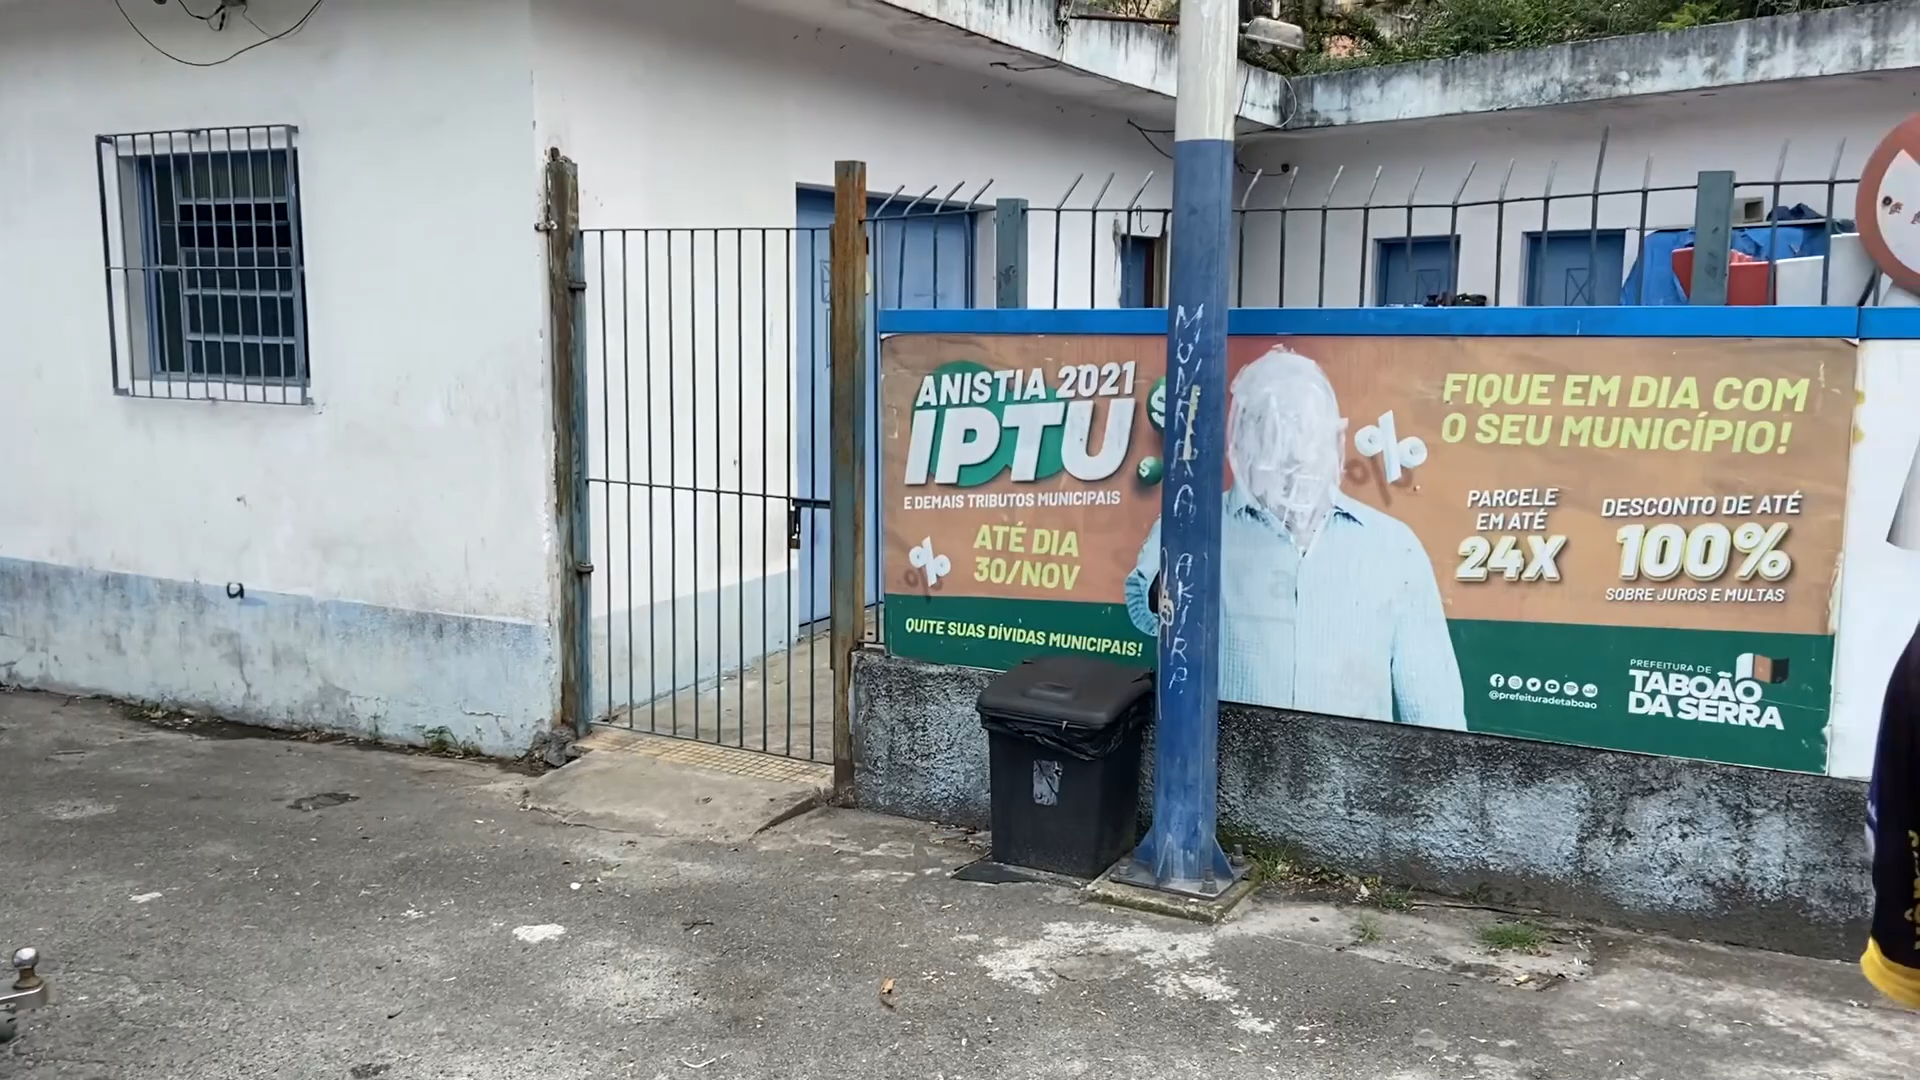 ANISTIA 2021
IPTU
E DEMAIS TRIBUTOS MUNICIPAIS
ATÉ DIA
30/NOV
%
QUITE SUAS DÍVIDAS MUNICIPAIS!
$
$
%
FIQUE EM DIA COM
O SEU MUNICÍPIO!
PARCELE
EM ATÉ
24X
DESCONTO DE ATÉ
100%
SOBRE JUROS E MULTAS
@prefeituradetaboao
PREFEITURA DE
TABOÃO
DA SERRA